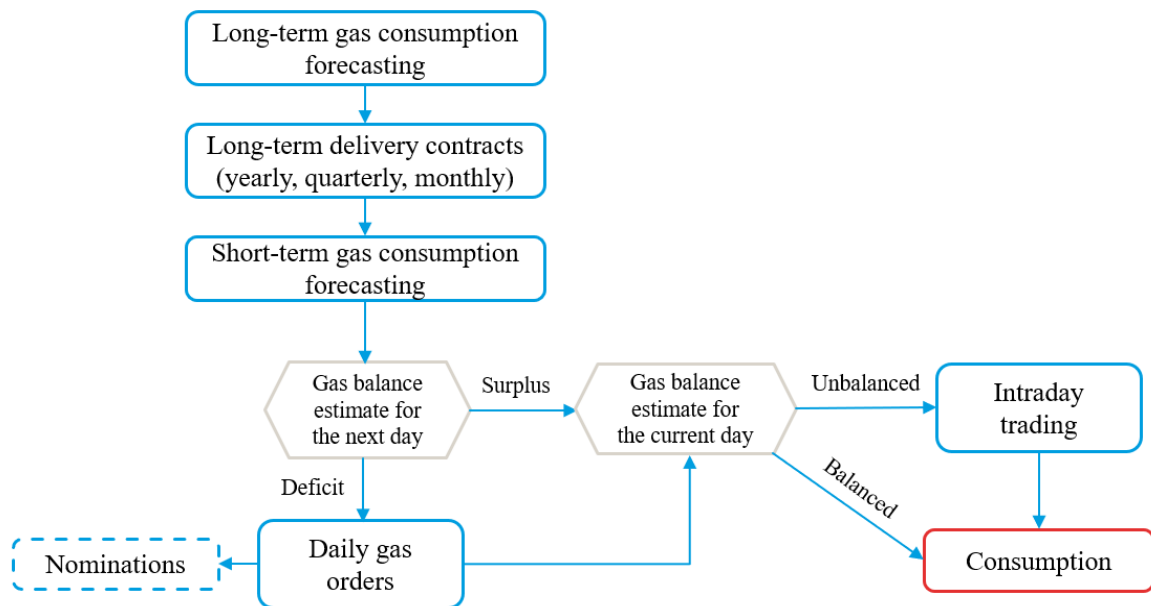 Long-term gas consumption
forecasting
Long-term delivery contracts
(yearly, quarterly, monthly)
Short-term gas consumption
forecasting
Gas balance
estimate for
the next day
Surplus
Gas balance
estimate for
the current day
Unbalanced
Intraday
trading
Deficit
Balanced
Nominations
Daily gas
orders
Consumption